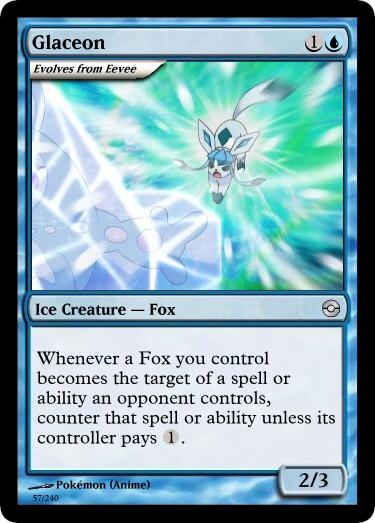 Glaceon 1
Evolves from Eevee
Ice Creature — Fox
Whenever a Fox you control
becomes the target of a spell or
ability an opponent controls,
counter that spell or ability unless its
controller pays 1.
2/3
Pokémon (Anime)
57/240